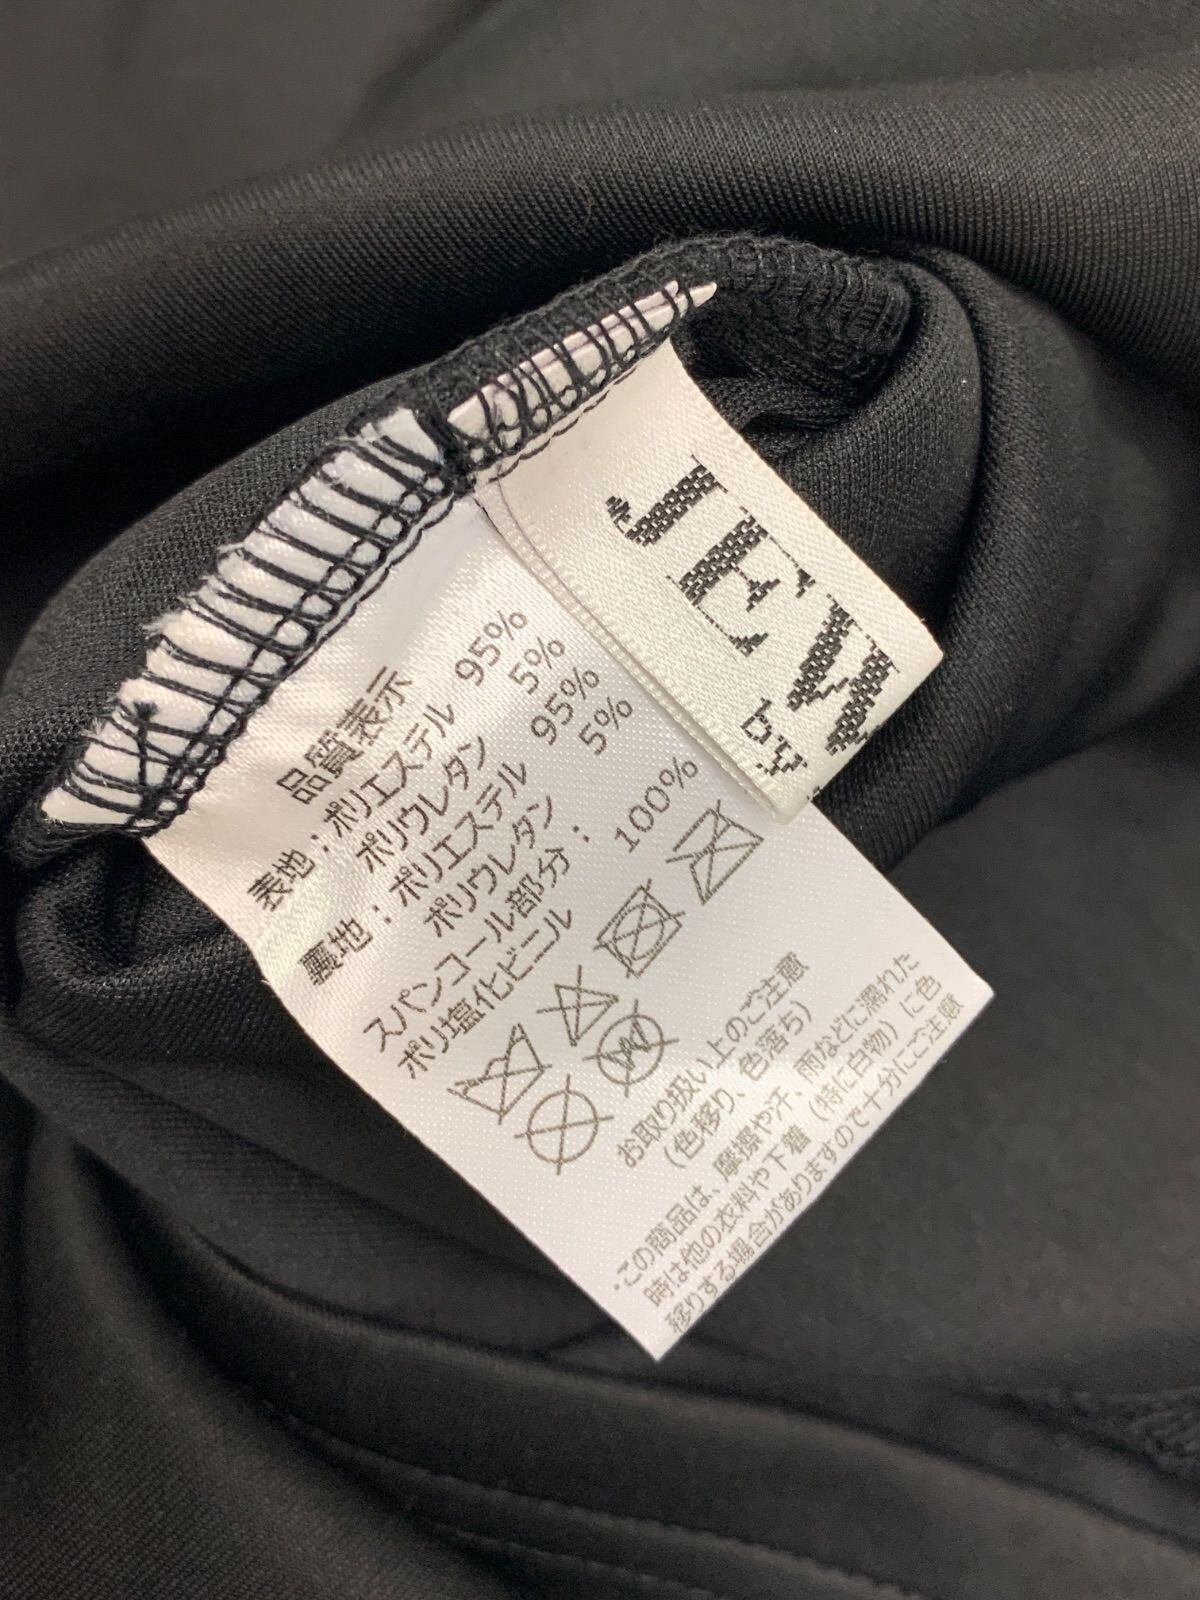 JEW
by
品質表示
表地：ポリエステル 95%
ポリウレタン 5%
裏地：ポリエステル 95%
ポリウレタン 5%
スパンコール部分：
ポリ塩化ビニル 100%
お取り扱い上のご注意
(色移り、色落ち)
・この商品は、摩擦や汗、雨などに濡れた
時は他の衣料や下着(特に白物)に色
移りする場合がありますので十分にご注意